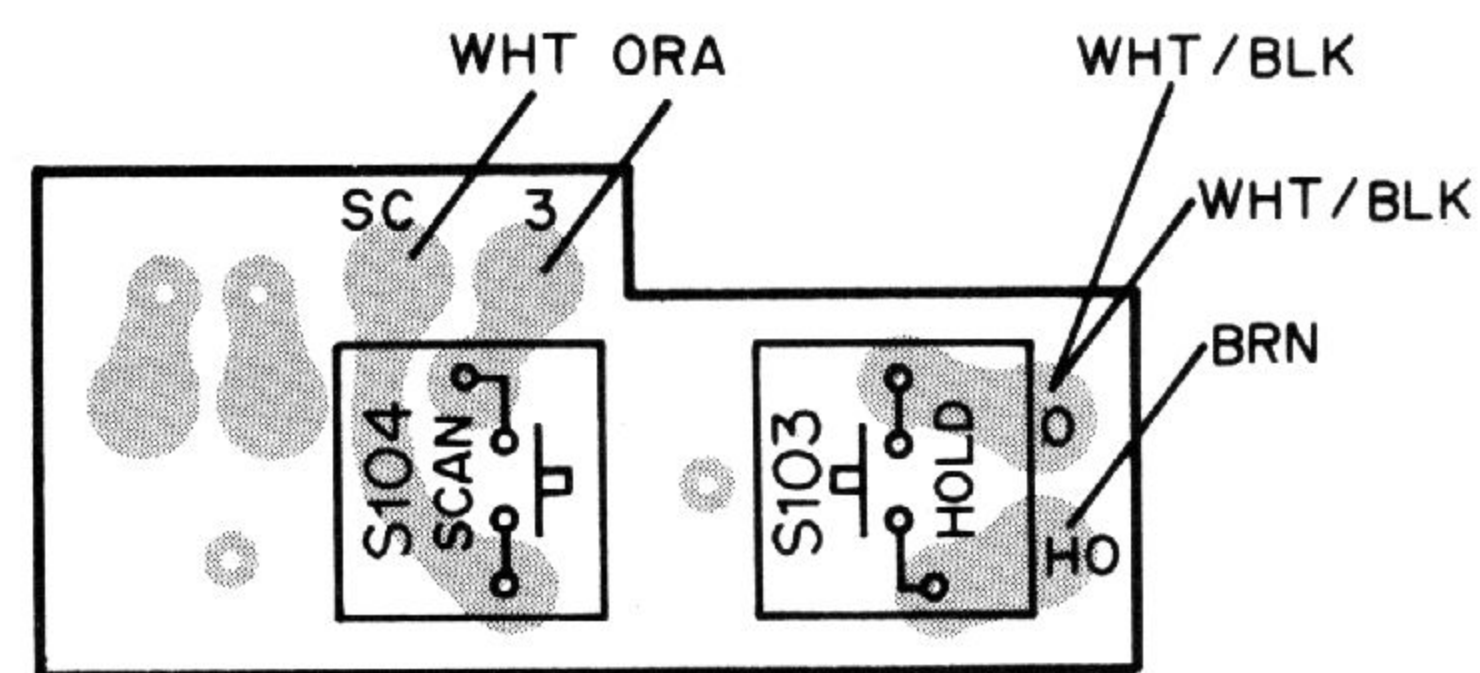 WHT ORA
WHT/BLK
WHT/BLK
BRN
SC 3
S104
SCAN
S103
HOLD
O
HO